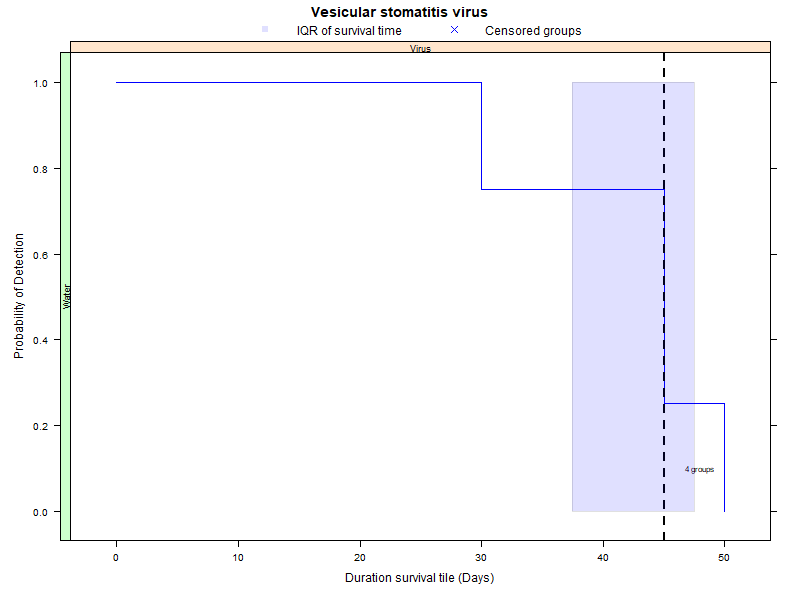 Vesicular stomatitis virus
IQR of survival time
Censored groups
Virus
Water
Probability of Detection
1.0
0.8
0.6
0.4
0.2
0.0
4 groups
0 10 20 30 40 50
Duration survival tile (Days)